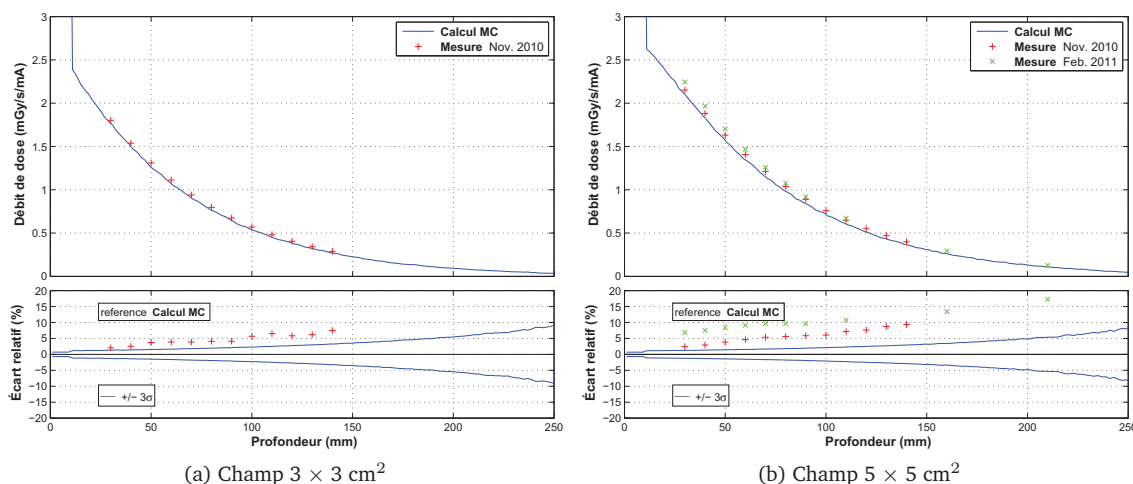 3
2.5
2
1.5
1
0.5
0
Débit de dose (mGy/s/mA)
Calcul MC
Mesure Nov. 2010
20
15
10
5
0
−5
−10
−15
−20
Écart relatif (%)
reference Calcul MC
+/− 3σ
0 50 100 150 200 250
Profondeur (mm)
(a) Champ 3 × 3 cm²
3
2.5
2
1.5
1
0.5
0
Débit de dose (mGy/s/mA)
Calcul MC
Mesure Nov. 2010
Mesure Feb. 2011
20
15
10
5
0
−5
−10
−15
−20
Écart relatif (%)
reference Calcul MC
+/− 3σ
0 50 100 150 200 250
Profondeur (mm)
(b) Champ 5 × 5 cm²